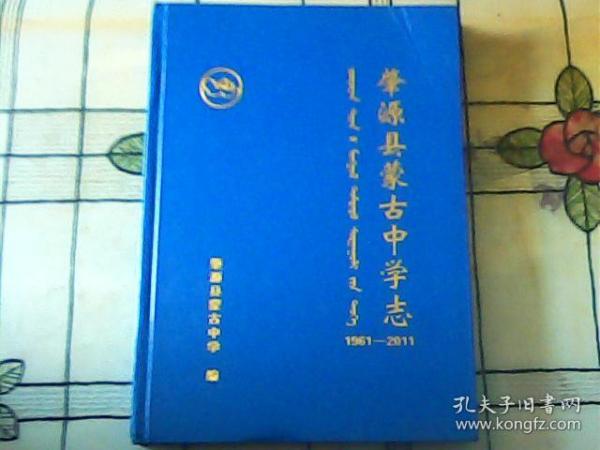 肇源县蒙古中学志
1961—2011
肇源县蒙古中学 编
孔夫子旧书网
www.kongfz.com